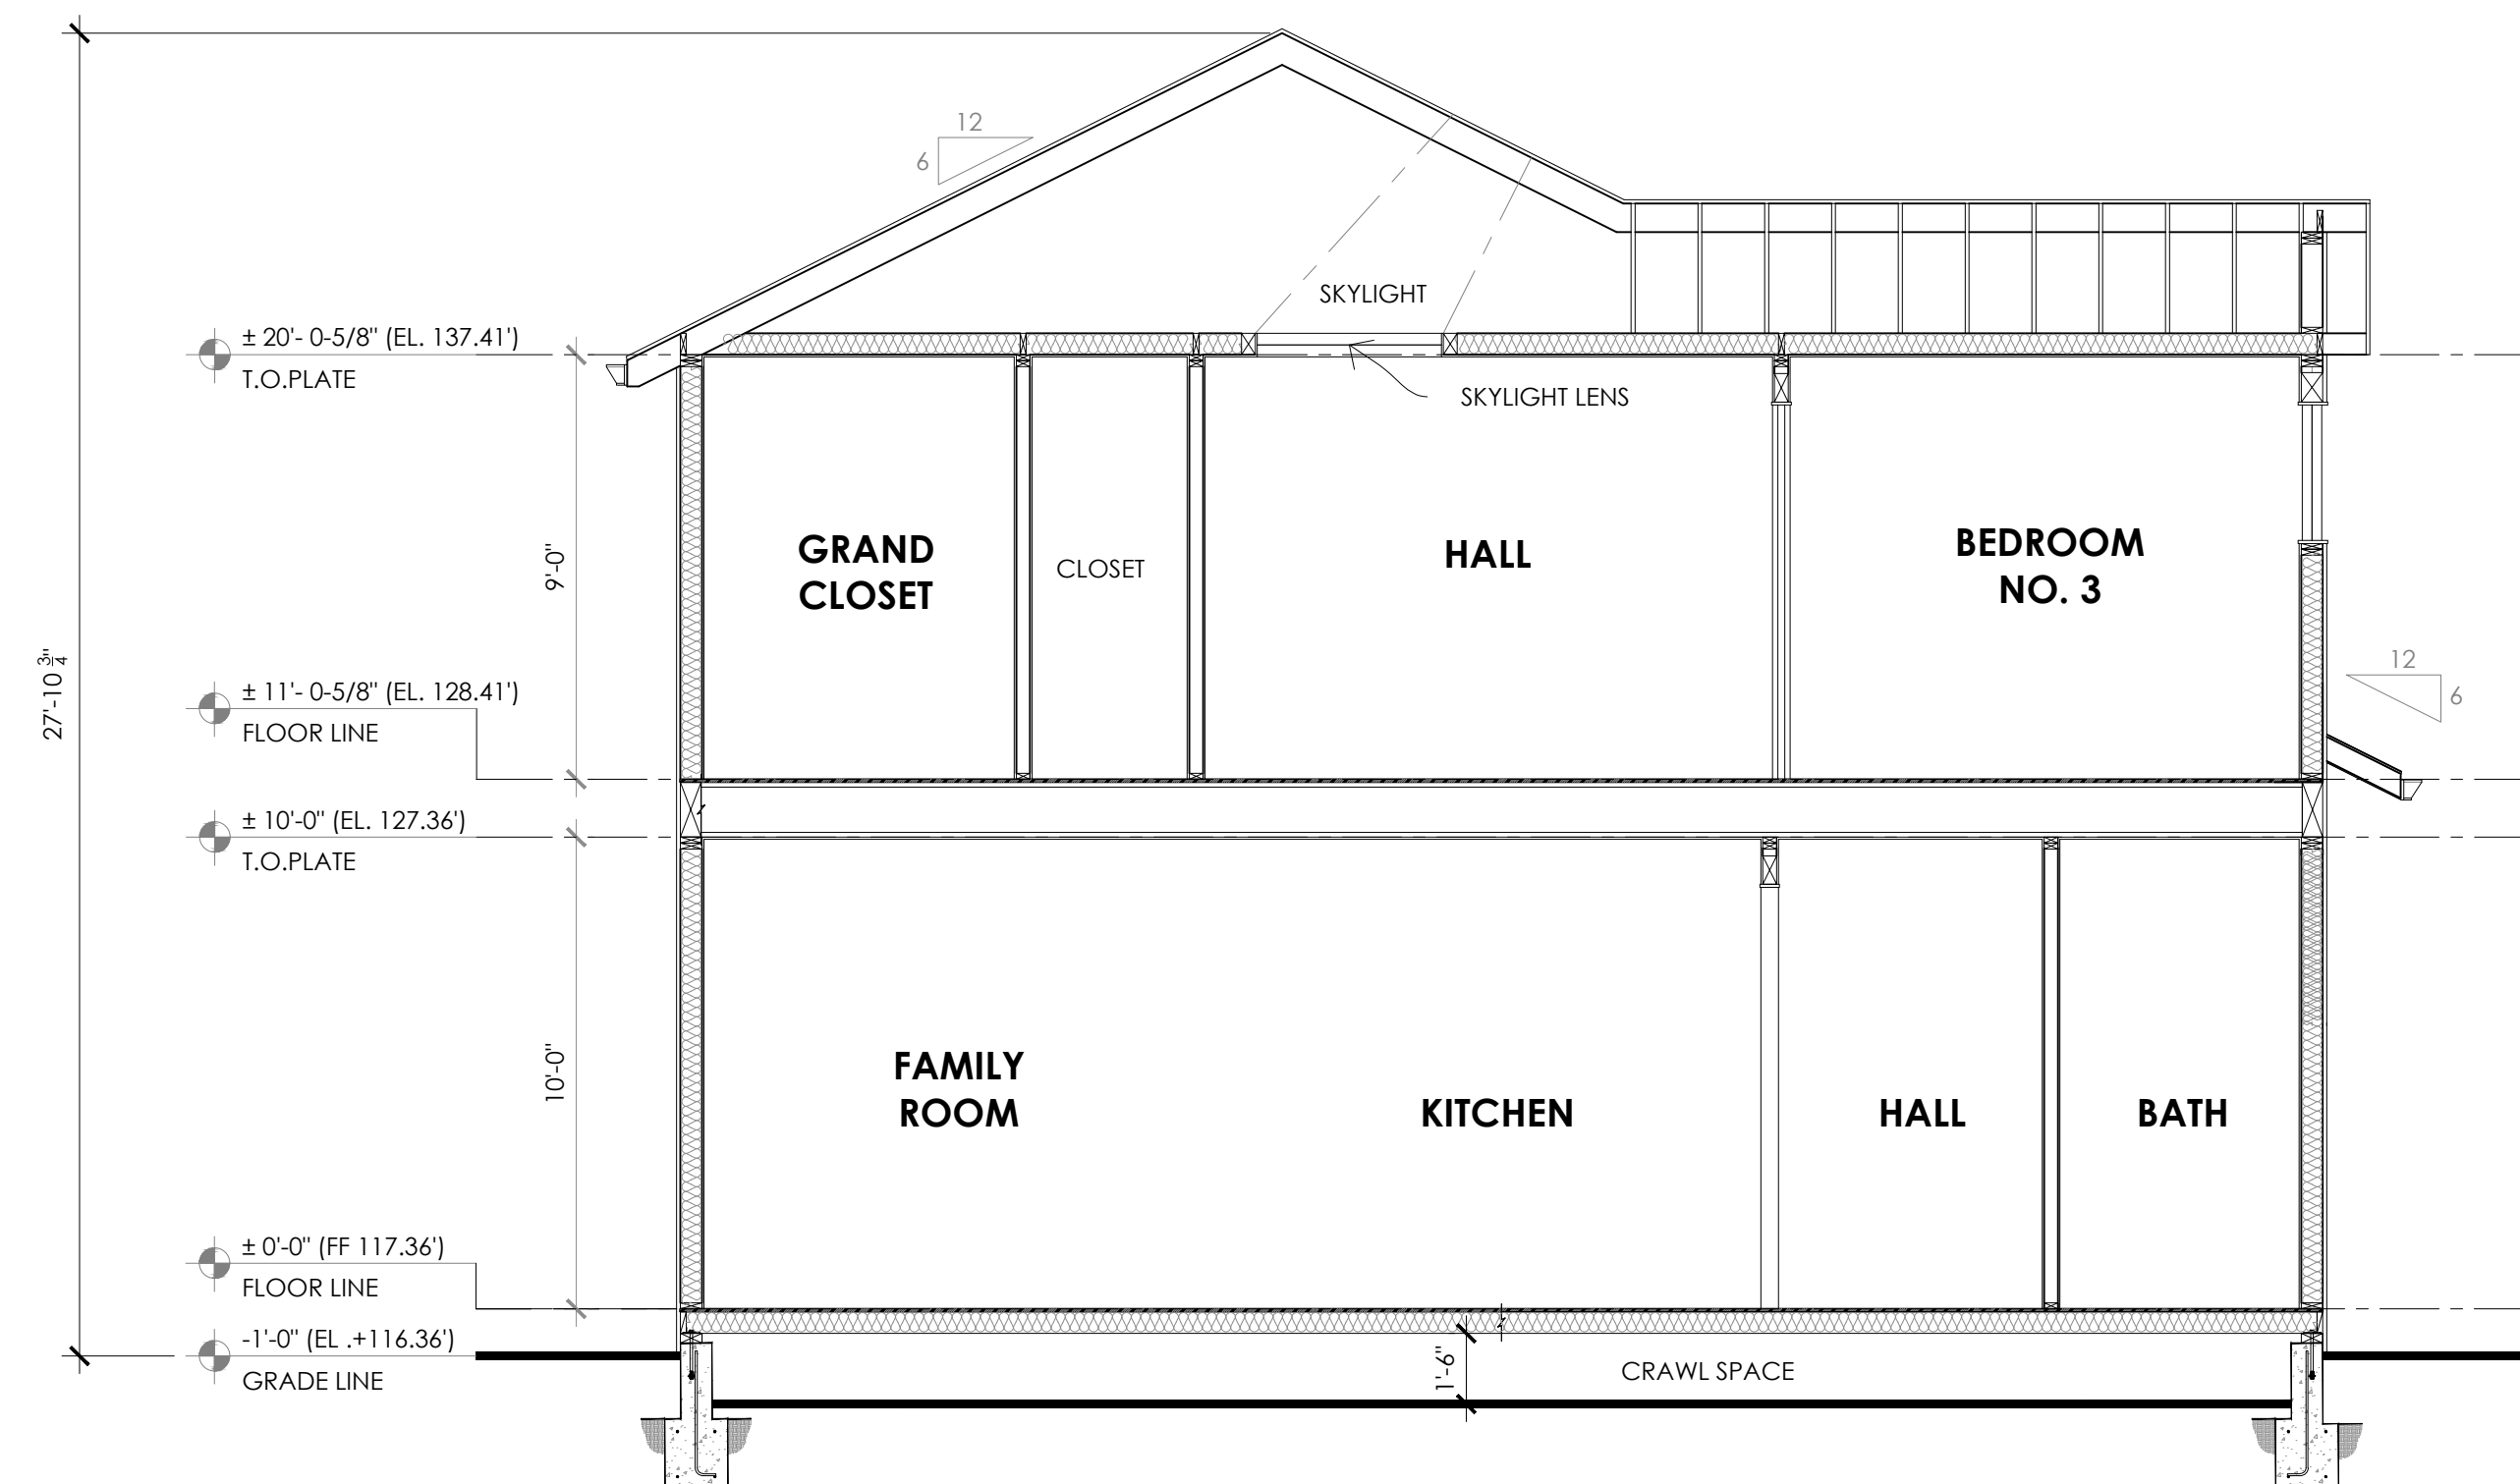 12
6
SKYLIGHT
± 20'- 0-5/8" (EL. 137.41')
T.O.PLATE
SKYLIGHT LENS
9'-0"
GRAND
CLOSET
CLOSET
HALL
BEDROOM
NO. 3
27'-10 3/4"
12
6
± 11'- 0-5/8" (EL. 128.41')
FLOOR LINE
± 10'-0" (EL. 127.36')
T.O.PLATE
10'-0"
FAMILY
ROOM
KITCHEN
HALL
BATH
± 0'-0" (FF 117.36')
FLOOR LINE
-1'-0" (EL .+116.36')
GRADE LINE
1'-6"
CRAWL SPACE